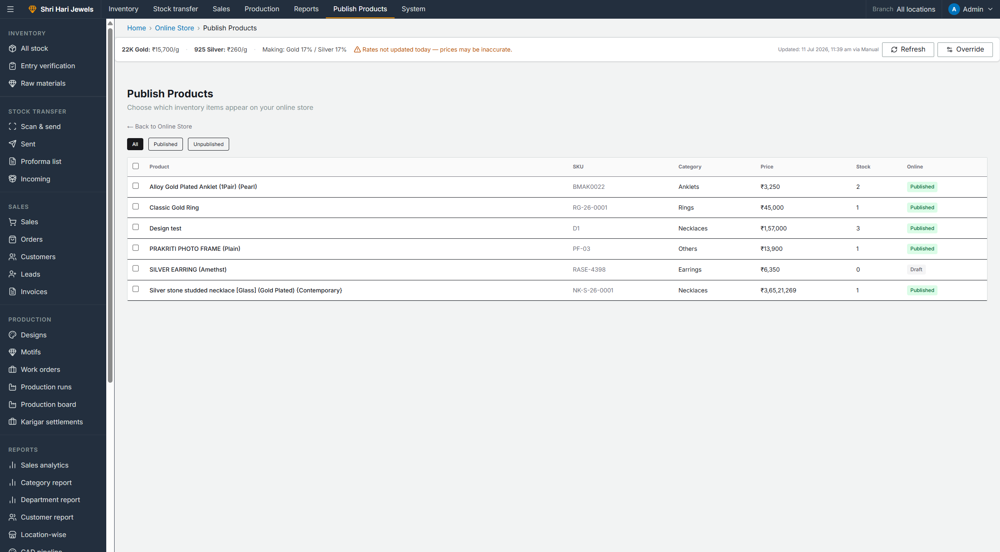 Shri Hari Jewels
Inventory Stock transfer Sales Production Reports Publish Products System
Branch All locations
A Admin
INVENTORY
All stock
Entry verification
Raw materials
STOCK TRANSFER
Scan & send
Sent
Proforma list
Incoming
SALES
Sales
Orders
Customers
Leads
Invoices
PRODUCTION
Designs
Motifs
Work orders
Production runs
Production board
Karigar settlements
REPORTS
Sales analytics
Category report
Department report
Customer report
Location-wise
CAD pipeline
Home › Online Store › Publish Products
22K Gold: ₹15,700/g · 925 Silver: ₹260/g · Making: Gold 17% / Silver 17% Rates not updated today — prices may be inaccurate.
Updated: 11 Jul 2026, 11:39 am via Manual Refresh Override
Publish Products
Choose which inventory items appear on your online store
← Back to Online Store
All Published Unpublished
Product SKU Category Price Stock Online
Alloy Gold Plated Anklet (1Pair) (Pearl) BMAK0022 Anklets ₹3,250 2 Published
Classic Gold Ring RG-26-0001 Rings ₹45,000 1 Published
Design test D1 Necklaces ₹1,57,000 3 Published
PRAKRITI PHOTO FRAME (Plain) PF-03 Others ₹13,900 1 Published
SILVER EARRING (Amethst) RASE-4398 Earrings ₹6,350 0 Draft
Silver stone studded necklace [Glass] (Gold Plated) {Contemporary} NK-S-26-0001 Necklaces ₹3,65,21,269 1 Published